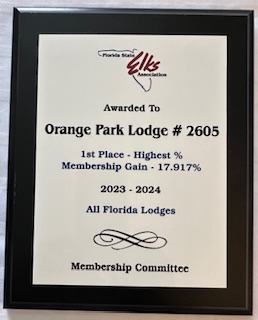 Florida State
Elks
Association
Awarded To
Orange Park Lodge # 2605
1st Place - Highest %
Membership Gain - 17.917%
2023 - 2024
All Florida Lodges
Membership Committee